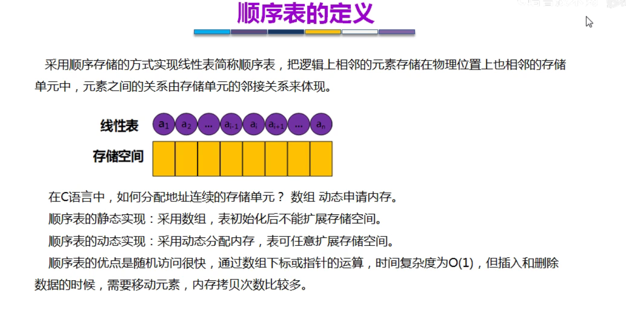 顺序表的定义
采用顺序存储的方式实现线性表简称顺序表，把逻辑上相邻的元素存储在物理位置上也相邻的存储
单元中，元素之间的关系由存储单元的邻接关系来体现。
线性表 a1 a2 ... ai-1 ai ai+1 ... an
存储空间
在C语言中，如何分配地址连续的存储单元？ 数组 动态申请内存。
顺序表的静态实现：采用数组，表初始化后不能扩展存储空间。
顺序表的动态实现：采用动态分配内存，表可任意扩展存储空间。
顺序表的优点是随机访问很快，通过数组下标或指针的运算，时间复杂度为O(1)，但插入和删除
数据的时候，需要移动元素，内存拷贝次数比较多。